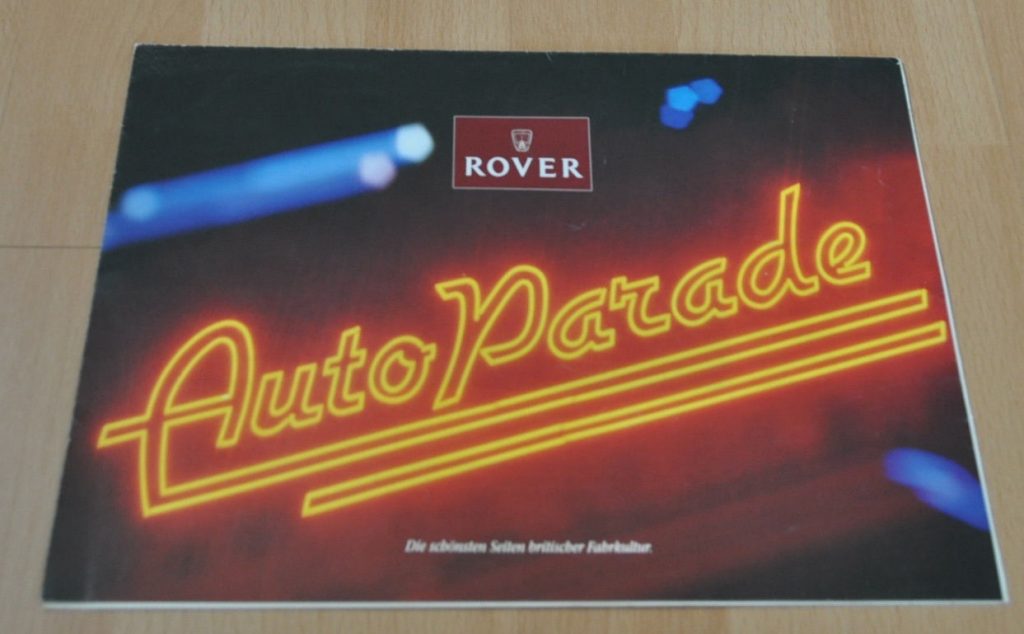 ROVER
AutoParade
Die schönsten Seiten britischer Fahrkultur.